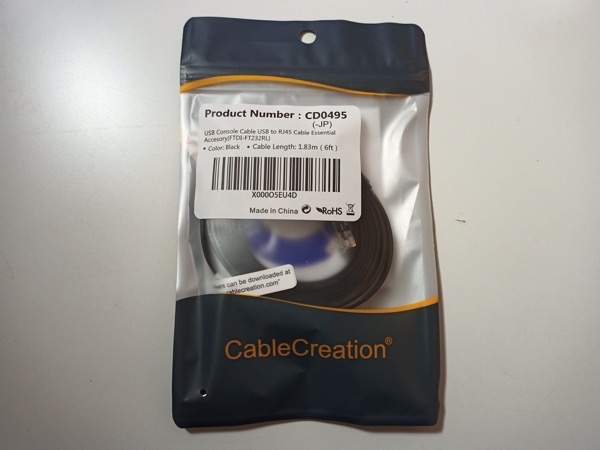 Product Number : CD0495
(-JP)
USB Console Cable USB to RJ45 Cable Essential
Accesory(FTDI-FT232RL)
• Color: Black • Cable Length: 1.83m ( 6ft )
X000O5EU4D
Made in China RoHS
can be downloaded at
cablecreation.com"
CableCreation®